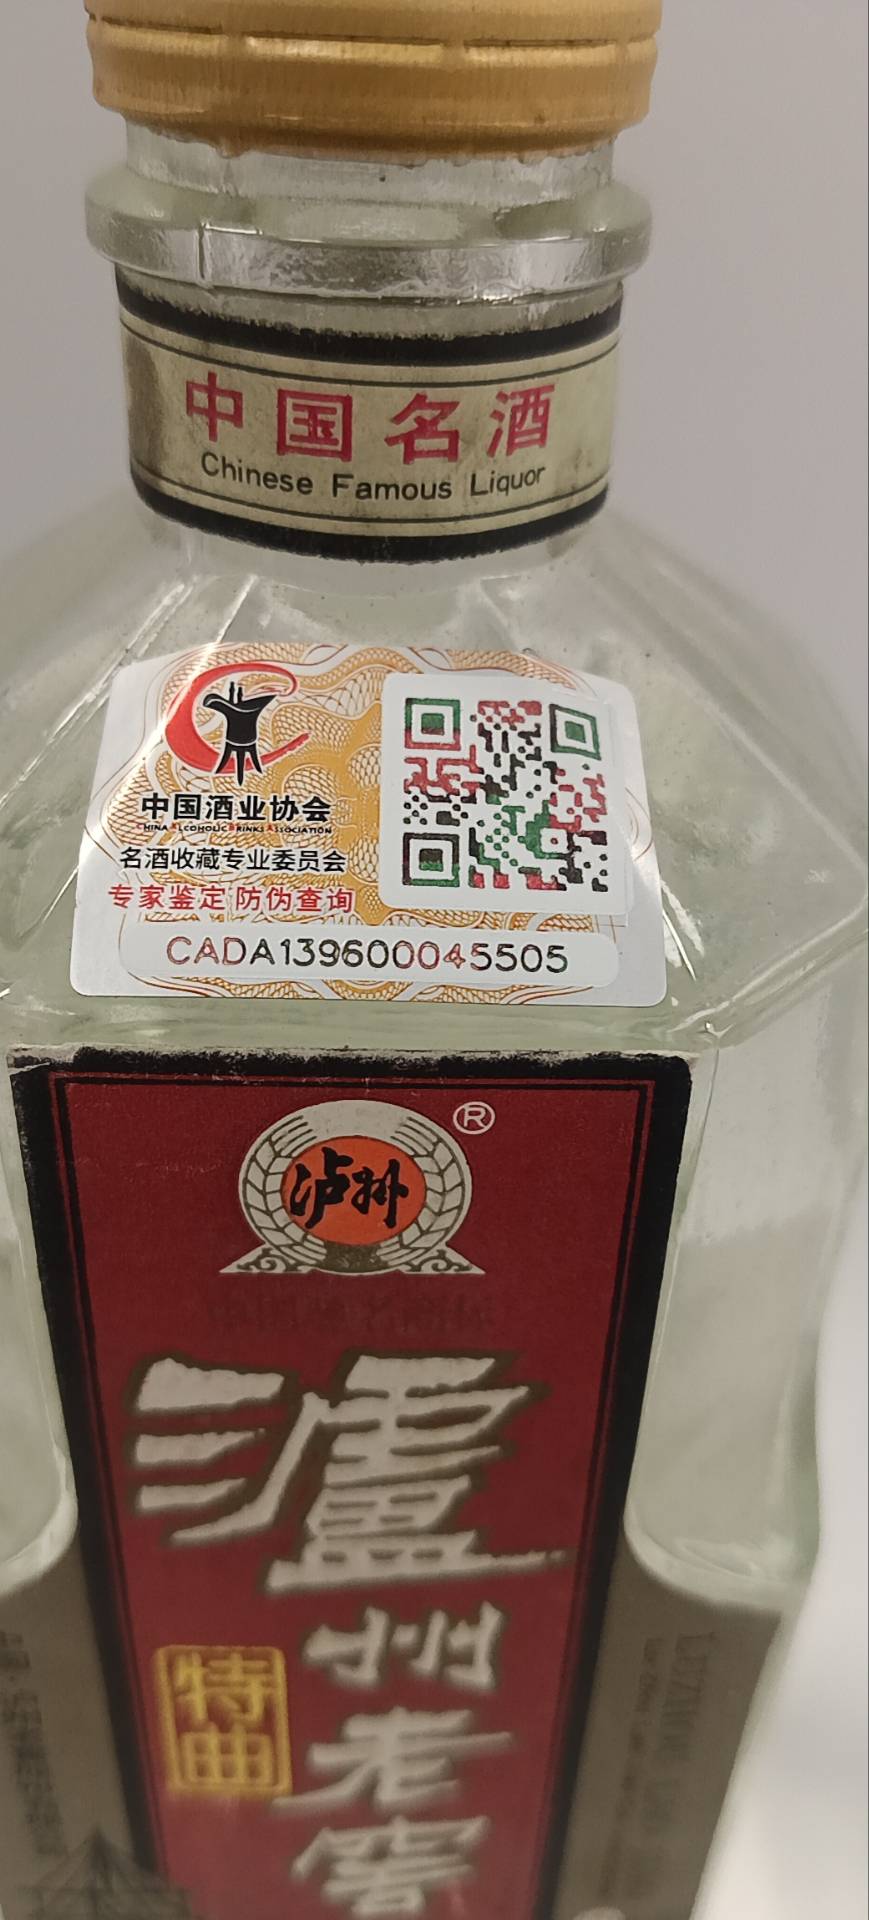 中国名酒
Chinese Famous Liquor
中国酒业协会
CHINA ALCOHOLIC DRINKS ASSOCIATION
名酒收藏专业委员会
专家鉴定 防伪查询
CADA139600045505
®
泸州
瀘州老窖
特曲